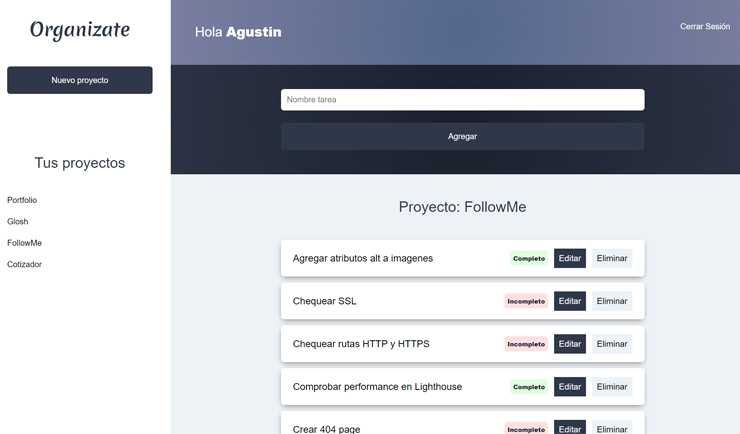 Organizate
Nuevo proyecto
Tus proyectos
Portfolio
Glosh
FollowMe
Cotizador
Hola Agustin
Cerrar Sesión
Nombre tarea
Agregar
Proyecto: FollowMe
Agregar atributos alt a imagenes Completo Editar Eliminar
Chequear SSL Incompleto Editar Eliminar
Chequear rutas HTTP y HTTPS Incompleto Editar Eliminar
Comprobar performance en Lighthouse Completo Editar Eliminar
Crear 404 page Incompleto Editar Eliminar